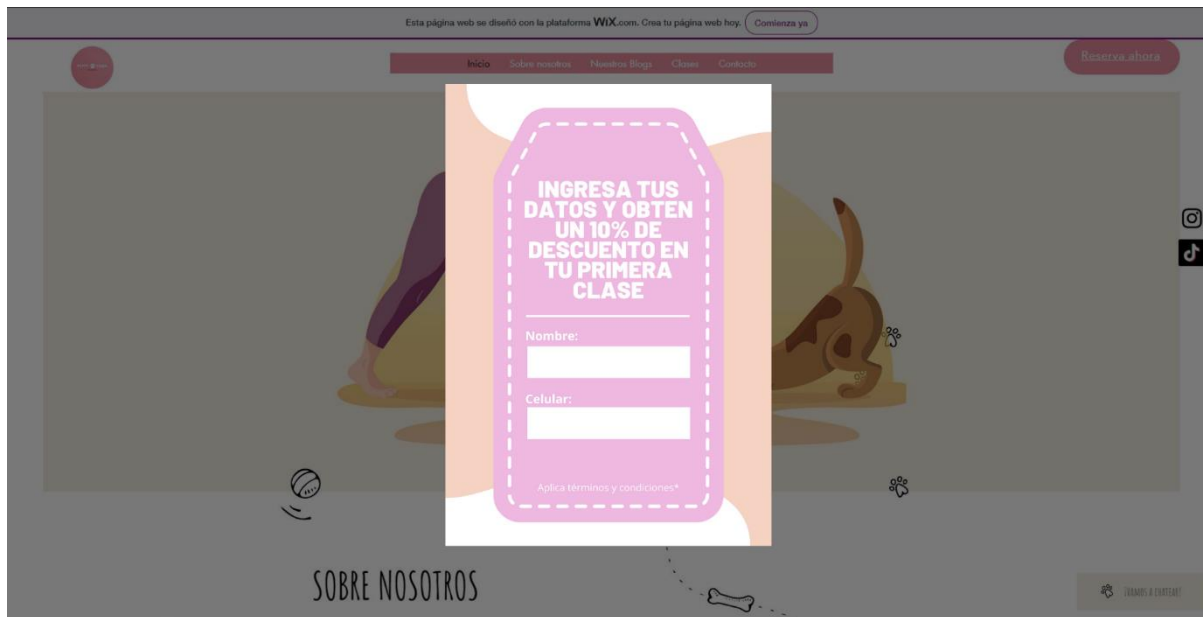 Esta página web se diseñó con la plataforma WiX.com. Crea tu página web hoy. Comienza ya
Inicio Sobre nosotros Nuestros Blogs Clases Contacto
Reserva ahora
INGRESA TUS
DATOS Y OBTEN
UN 10% DE
DESCUENTO EN
TU PRIMERA
CLASE
Nombre:
Celular:
Aplica términos y condiciones*
SOBRE NOSOTROS